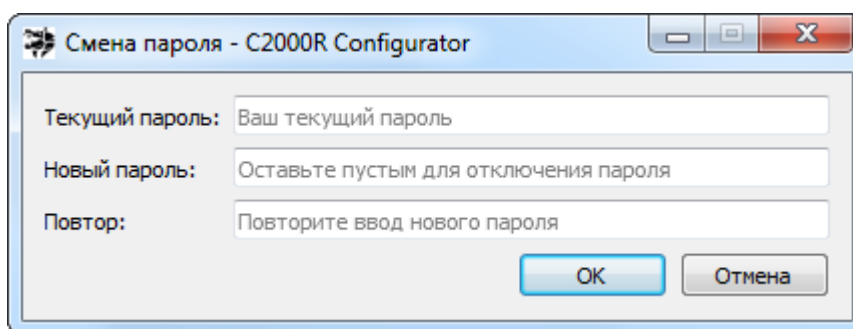 Смена пароля - C2000R Configurator
Текущий пароль: Ваш текущий пароль
Новый пароль: Оставьте пустым для отключения пароля
Повтор: Повторите ввод нового пароля
OK Отмена